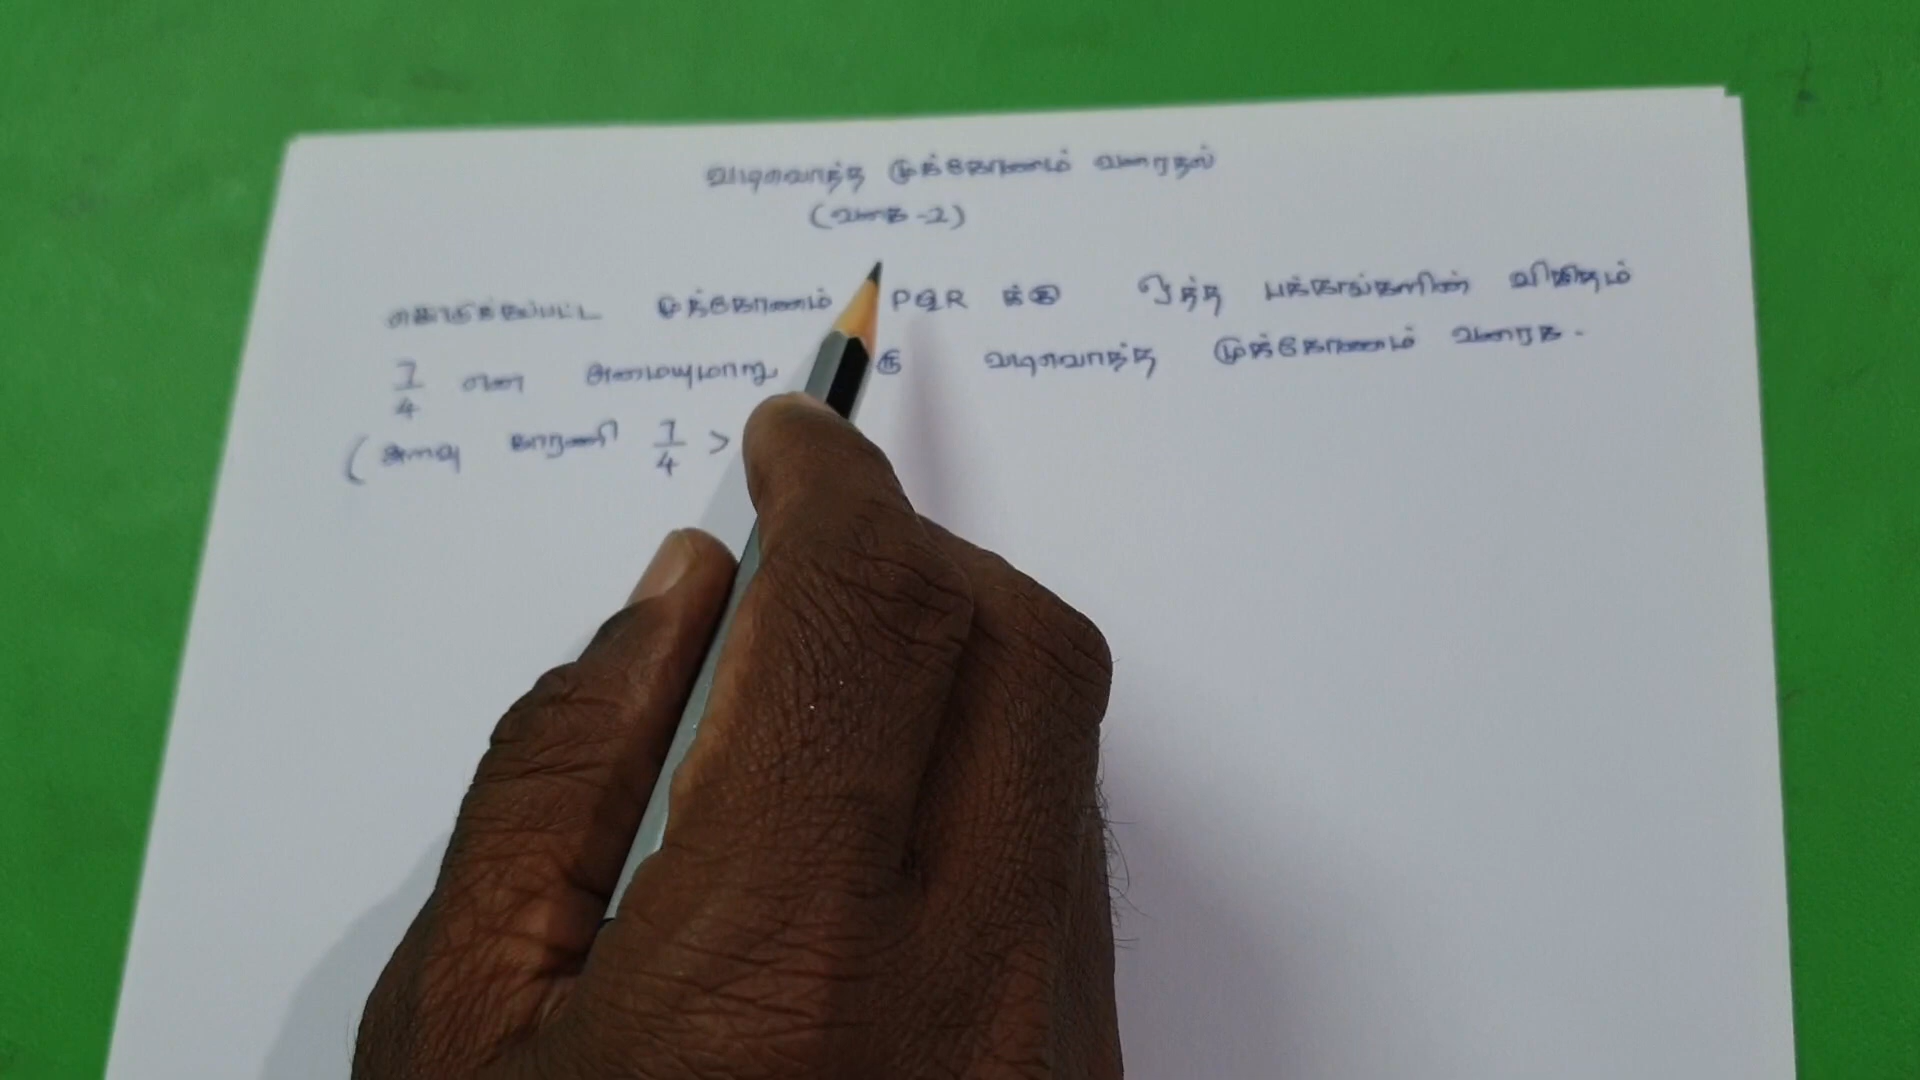 வடிவொத்த முக்கோணம் வரைதல்
(வகை -2)
கொடுக்கப்பட்ட முக்கோணம் PQR க்கு ஒத்த பக்கங்களின் விகிதம்
7/4 என அமையுமாறு வடிவொத்த முக்கோணம் வரைக.
(அளவு காரணி 7/4 >